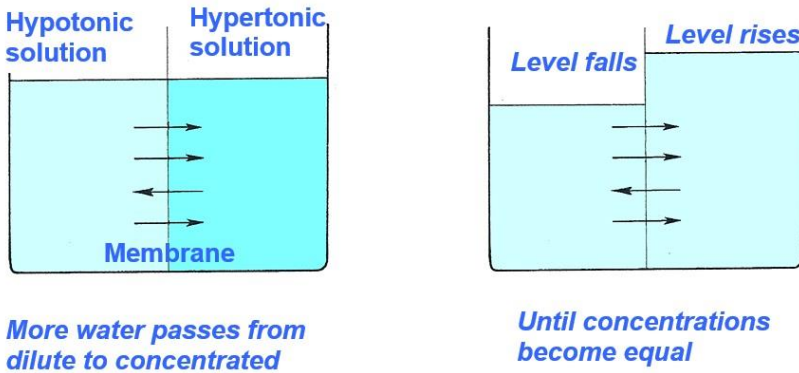 Hypotonic
solution
Hypertonic
solution
Membrane
More water passes from
dilute to concentrated
Level falls
Level rises
Until concentrations
become equal